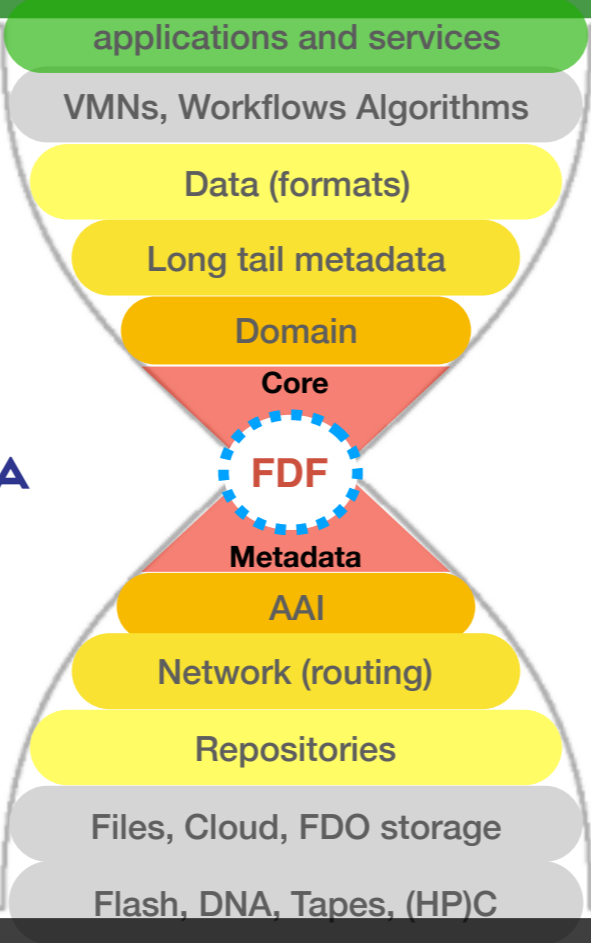 applications and services
VMNs, Workflows Algorithms
Data (formats)
Long tail metadata
Domain
Core
FDF
A
Metadata
AAI
Network (routing)
Repositories
Files, Cloud, FDO storage
Flash, DNA, Tapes, (HP)C